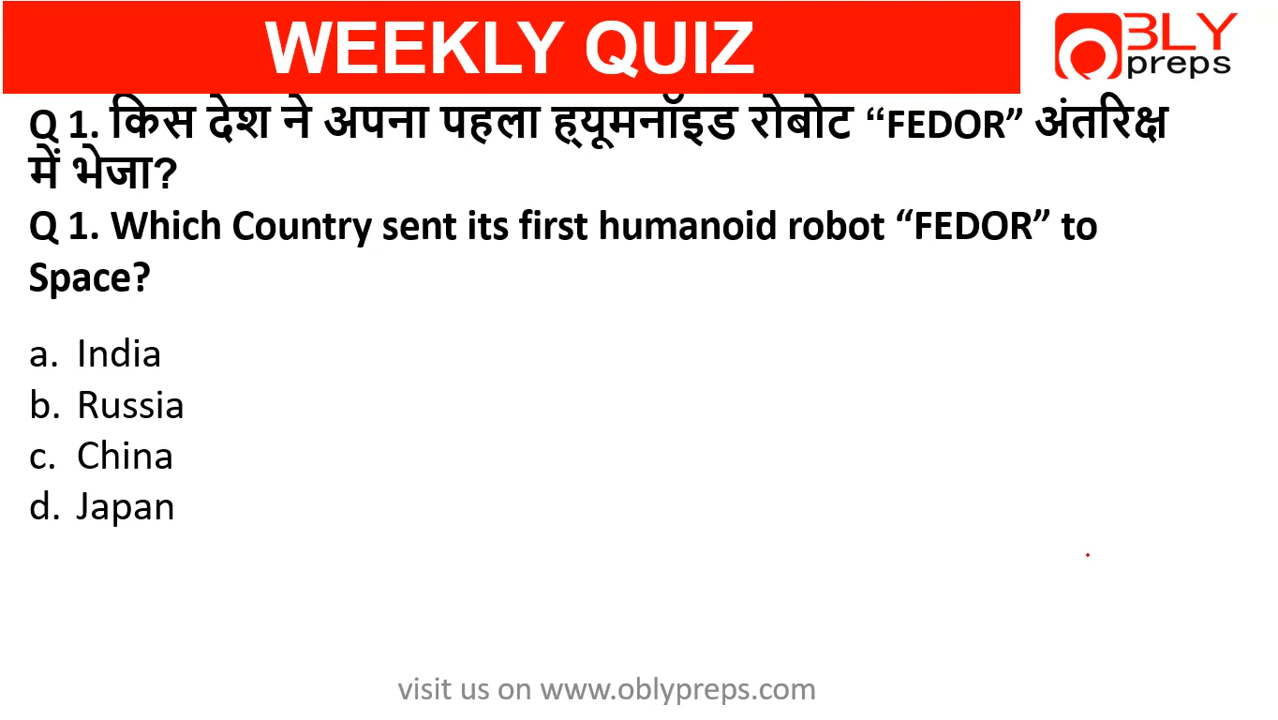 WEEKLY QUIZ
OBLY
preps
Q 1. किस देश ने अपना पहला ह्यूमनॉइड रोबोट “FEDOR” अंतरिक्ष
में भेजा?
Q 1. Which Country sent its first humanoid robot “FEDOR” to
Space?
a. India
b. Russia
c. China
d. Japan
visit us on www.oblypreps.com